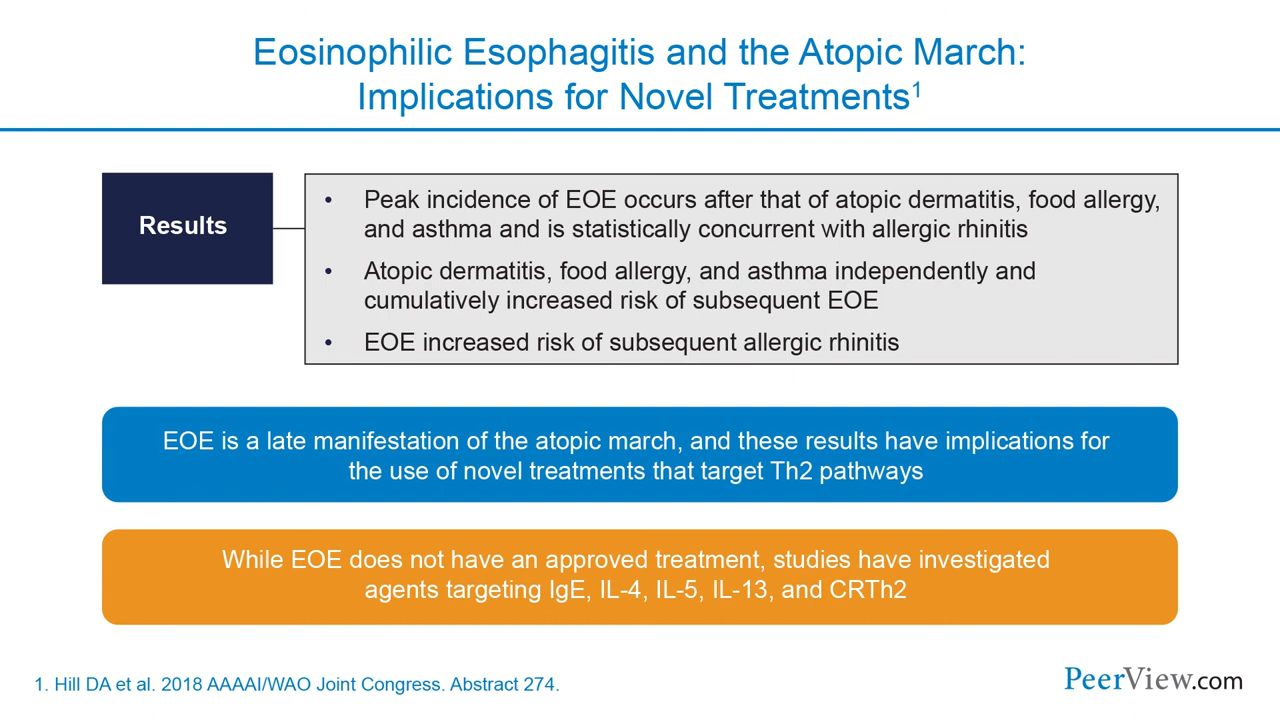 Eosinophilic Esophagitis and the Atopic March:
Implications for Novel Treatments1
Results
• Peak incidence of EOE occurs after that of atopic dermatitis, food allergy,
and asthma and is statistically concurrent with allergic rhinitis
• Atopic dermatitis, food allergy, and asthma independently and
cumulatively increased risk of subsequent EOE
• EOE increased risk of subsequent allergic rhinitis
EOE is a late manifestation of the atopic march, and these results have implications for
the use of novel treatments that target Th2 pathways
While EOE does not have an approved treatment, studies have investigated
agents targeting IgE, IL-4, IL-5, IL-13, and CRTh2
1. Hill DA et al. 2018 AAAAI/WAO Joint Congress. Abstract 274.
PeerView.com